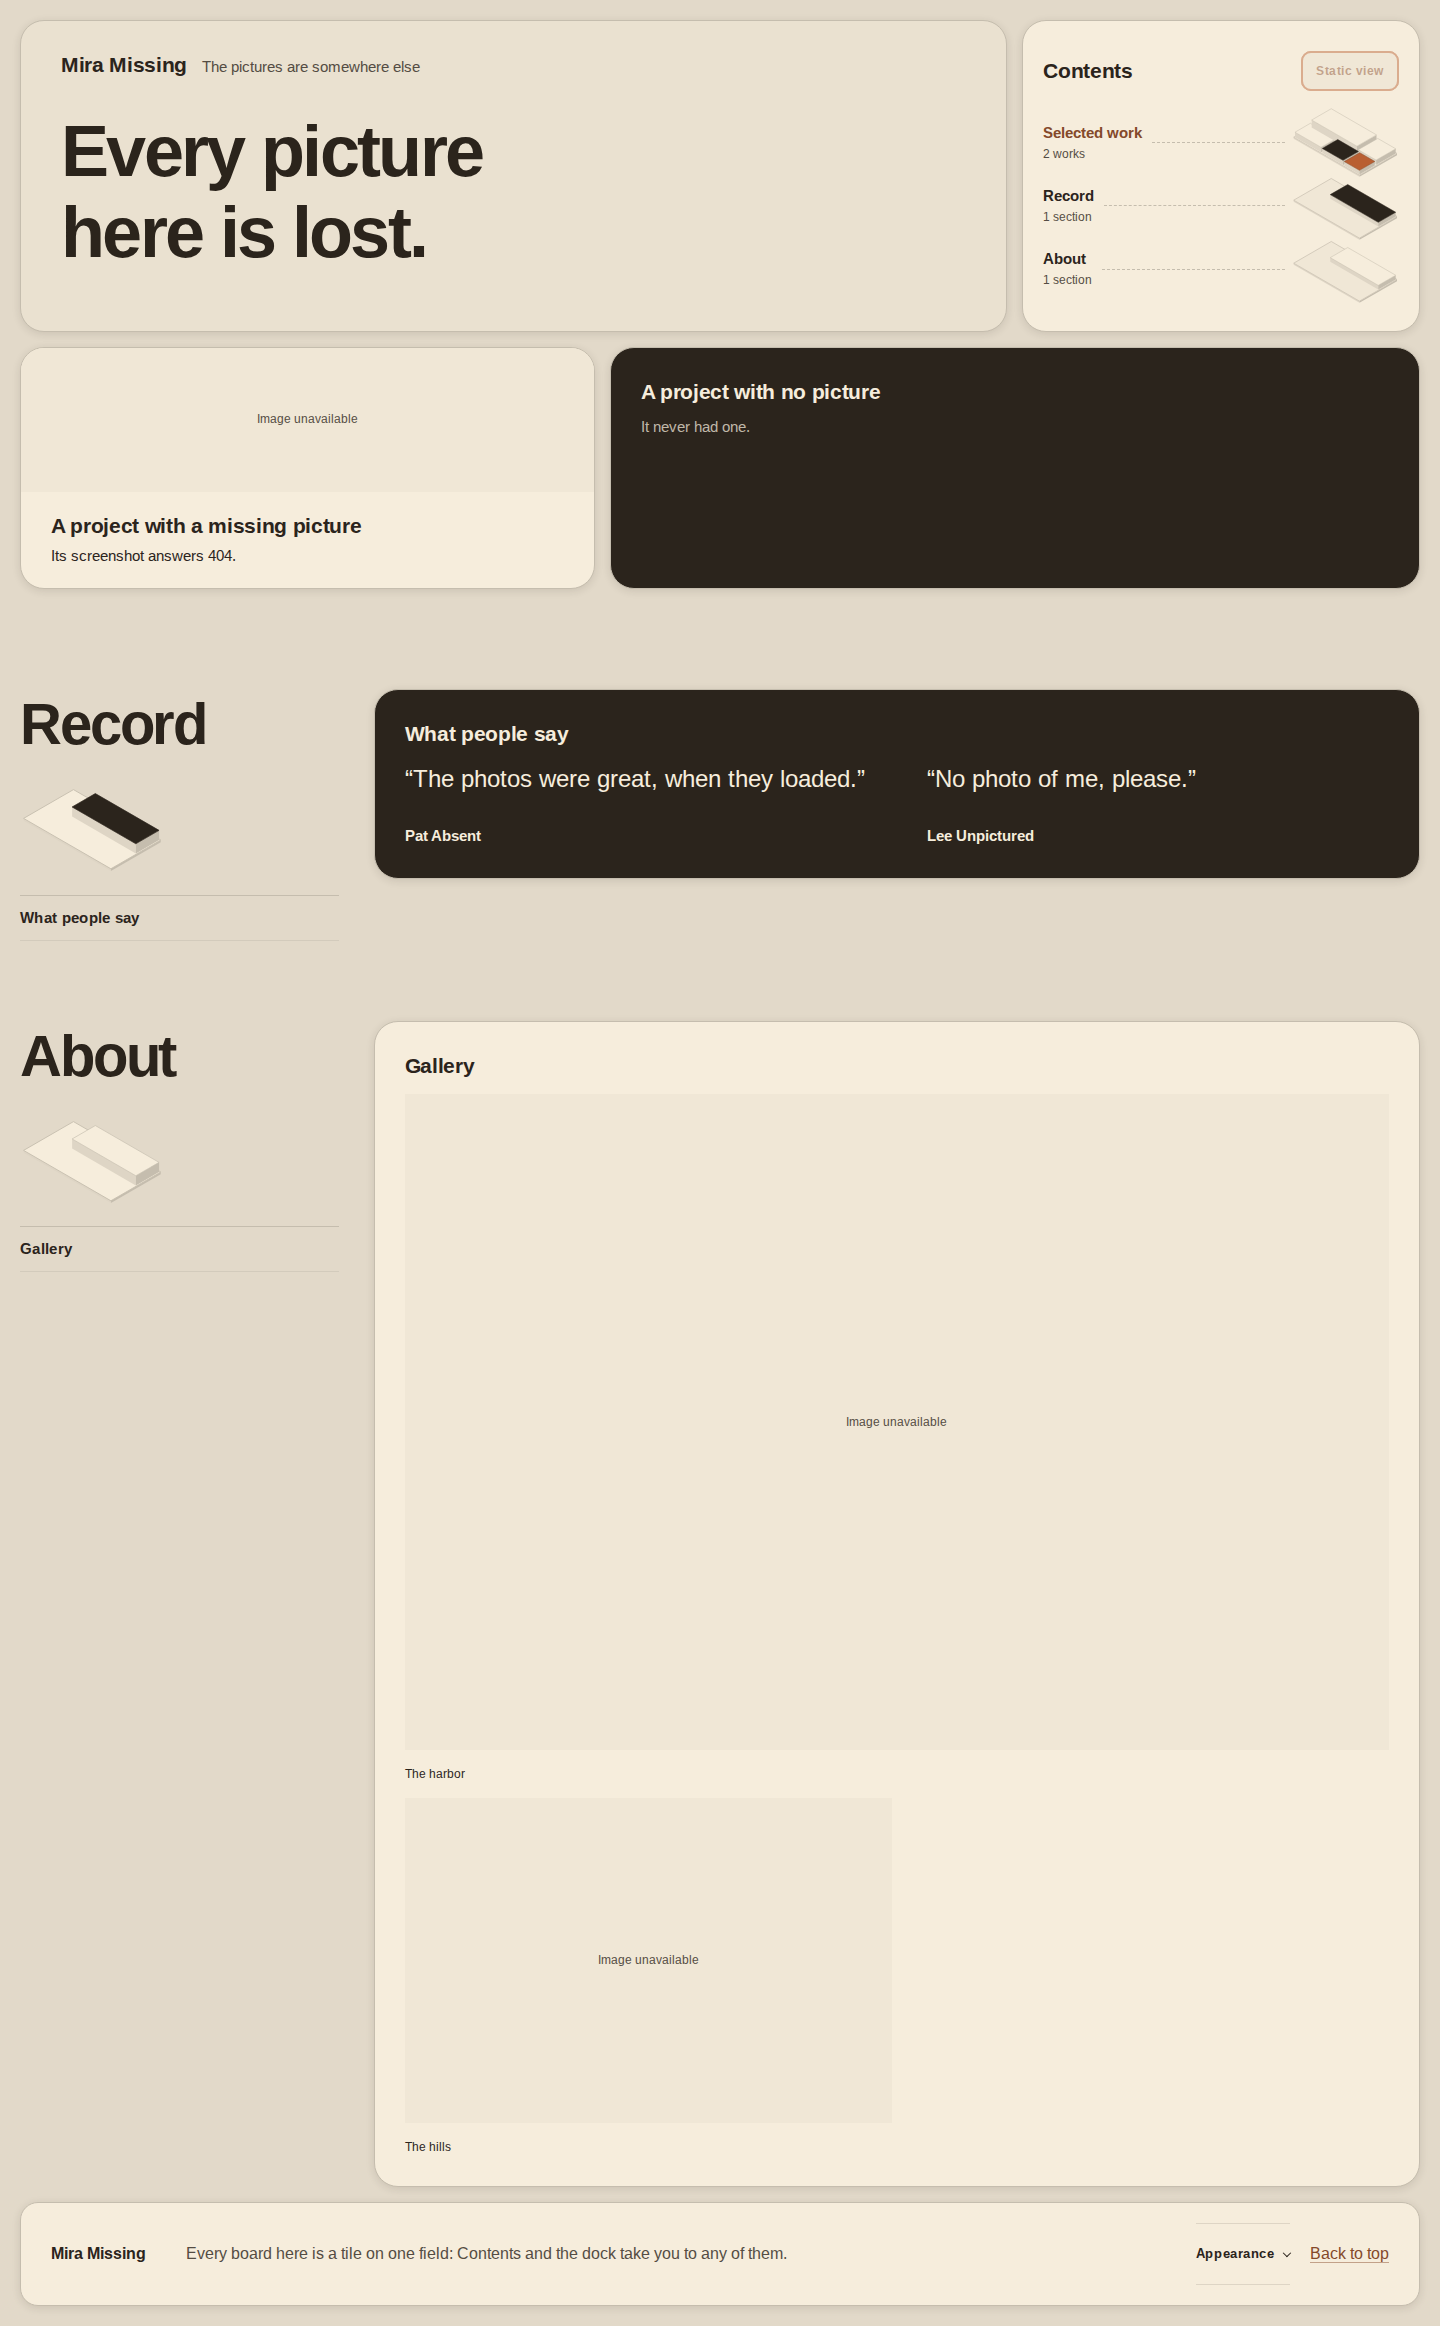 Mira Missing The pictures are somewhere else
Every picture
here is lost.
Contents
Static view
Selected work
2 works
Record
1 section
About
1 section
Image unavailable
A project with a missing picture
Its screenshot answers 404.
A project with no picture
It never had one.
Record
What people say
What people say
“The photos were great, when they loaded.”
Pat Absent
“No photo of me, please.”
Lee Unpictured
About
Gallery
Gallery
Image unavailable
The harbor
Image unavailable
The hills
Mira Missing
Every board here is a tile on one field: Contents and the dock take you to any of them.
Appearance
Back to top